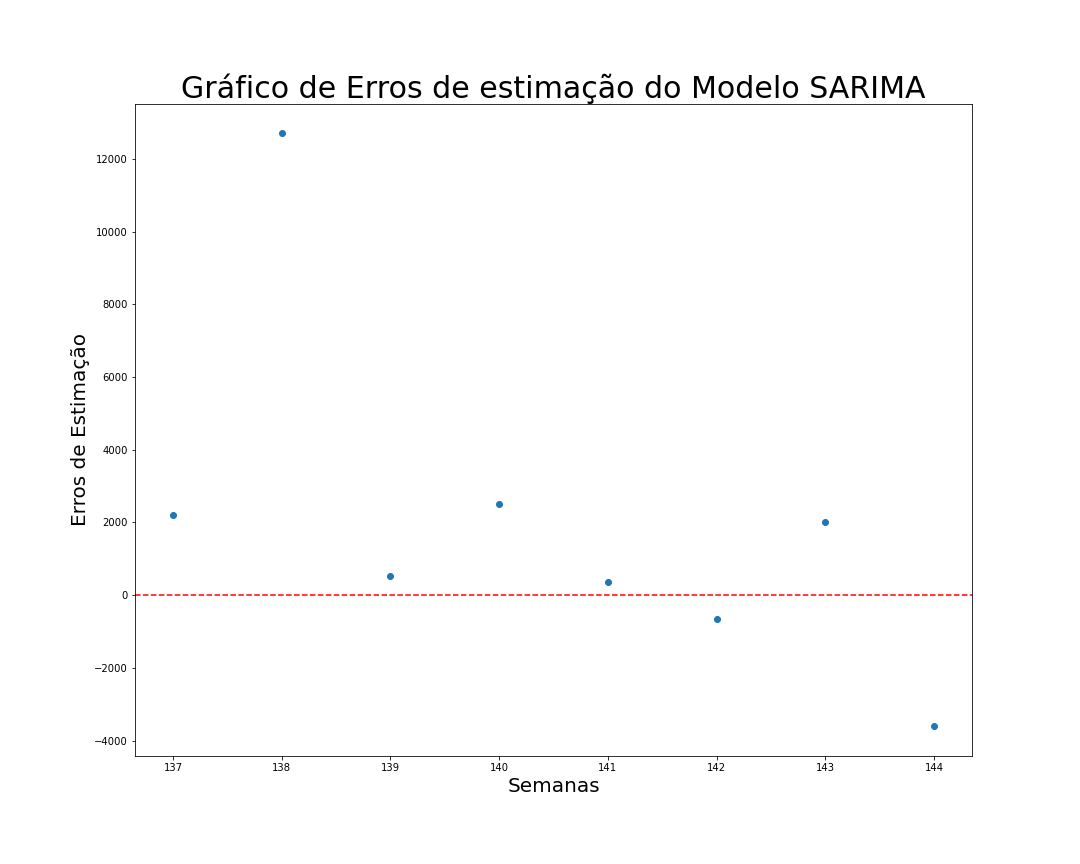 Gráfico de Erros de estimação do Modelo SARIMA
Erros de Estimação
12000
10000
8000
6000
4000
2000
0
−2000
−4000
137 138 139 140 141 142 143 144
Semanas